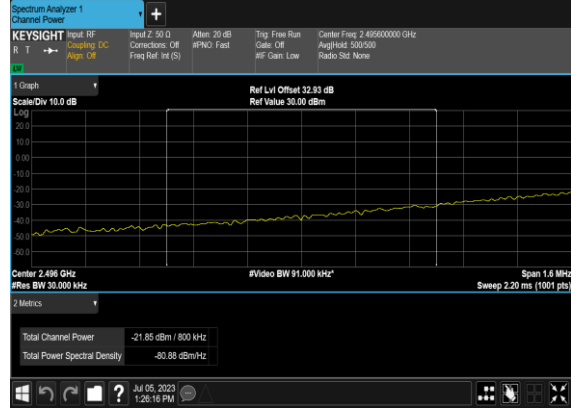 Spectrum Analyzer 1
Channel Power
+
KEYSIGHT Input: RF Input Z: 50 Ω Atten: 20 dB Trig: Free Run Center Freq: 2.495600000 GHz
R T Coupling: DC Corrections: Off #PNO: Fast Gate: Off Avg|Hold: 500/500
Align: Off Freq Ref: Int (S) #IF Gain: Low Radio Std: None
1 Graph Ref Lvl Offset 32.93 dB
Scale/Div 10.0 dB Ref Value 30.00 dBm
Log
20.0
10.0
0.00
-10.0
-20.0
-30.0
-40.0
-50.0
-60.0
Center 2.496 GHz #Video BW 91.000 kHz* Span 1.6 MHz
#Res BW 30.000 kHz Sweep 2.20 ms (1001 pts)
2 Metrics
Total Channel Power -21.85 dBm / 800 kHz
Total Power Spectral Density -80.88 dBm/Hz
? Jul 05, 2023
1:26:16 PM